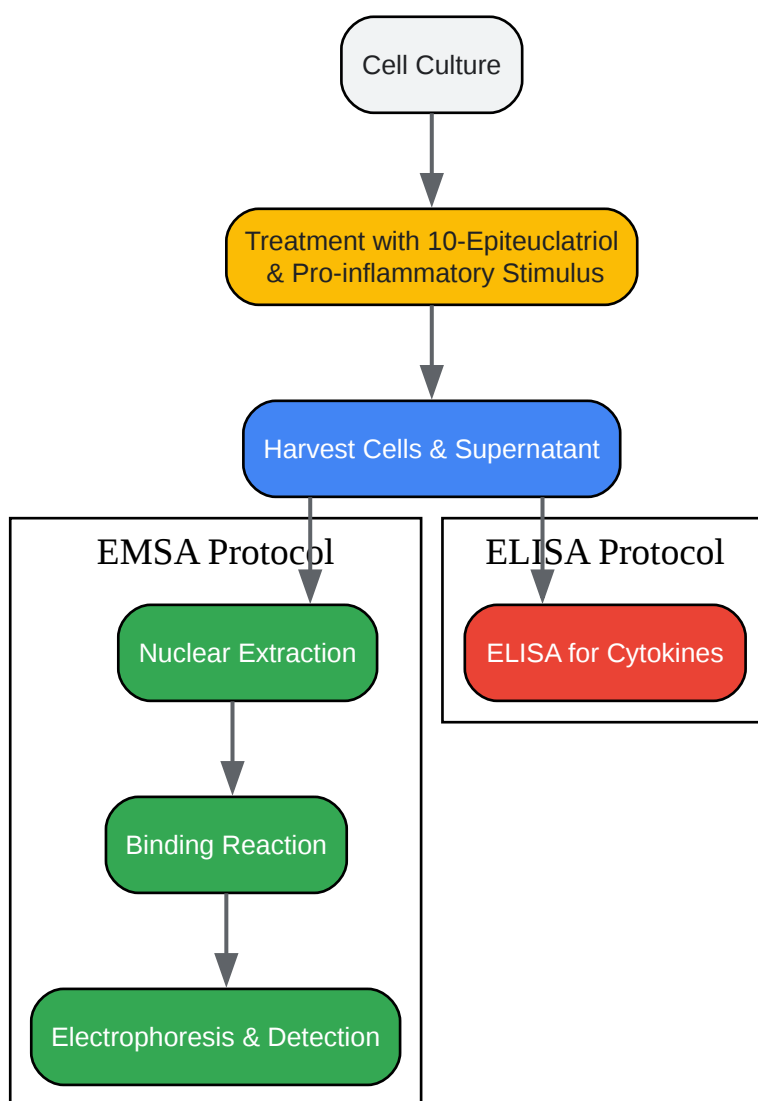 Cell Culture
Treatment with 10-Epiteuclatriol
& Pro-inflammatory Stimulus
Harvest Cells & Supernatant
EMSA Protocol
Nuclear Extraction
Binding Reaction
Electrophoresis & Detection
ELISA Protocol
ELISA for Cytokines